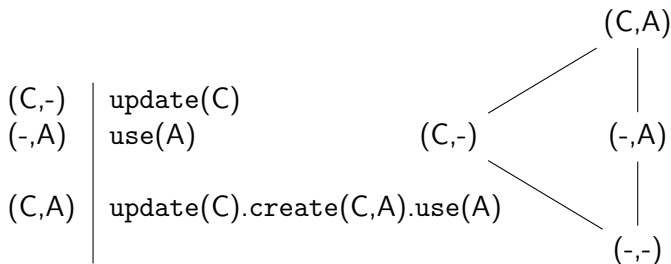 (C,A)
(C,-) update(C)
(-,A) use(A)
(C,-) (-,A)
(C,A) update(C).create(C,A).use(A)
(-,-)